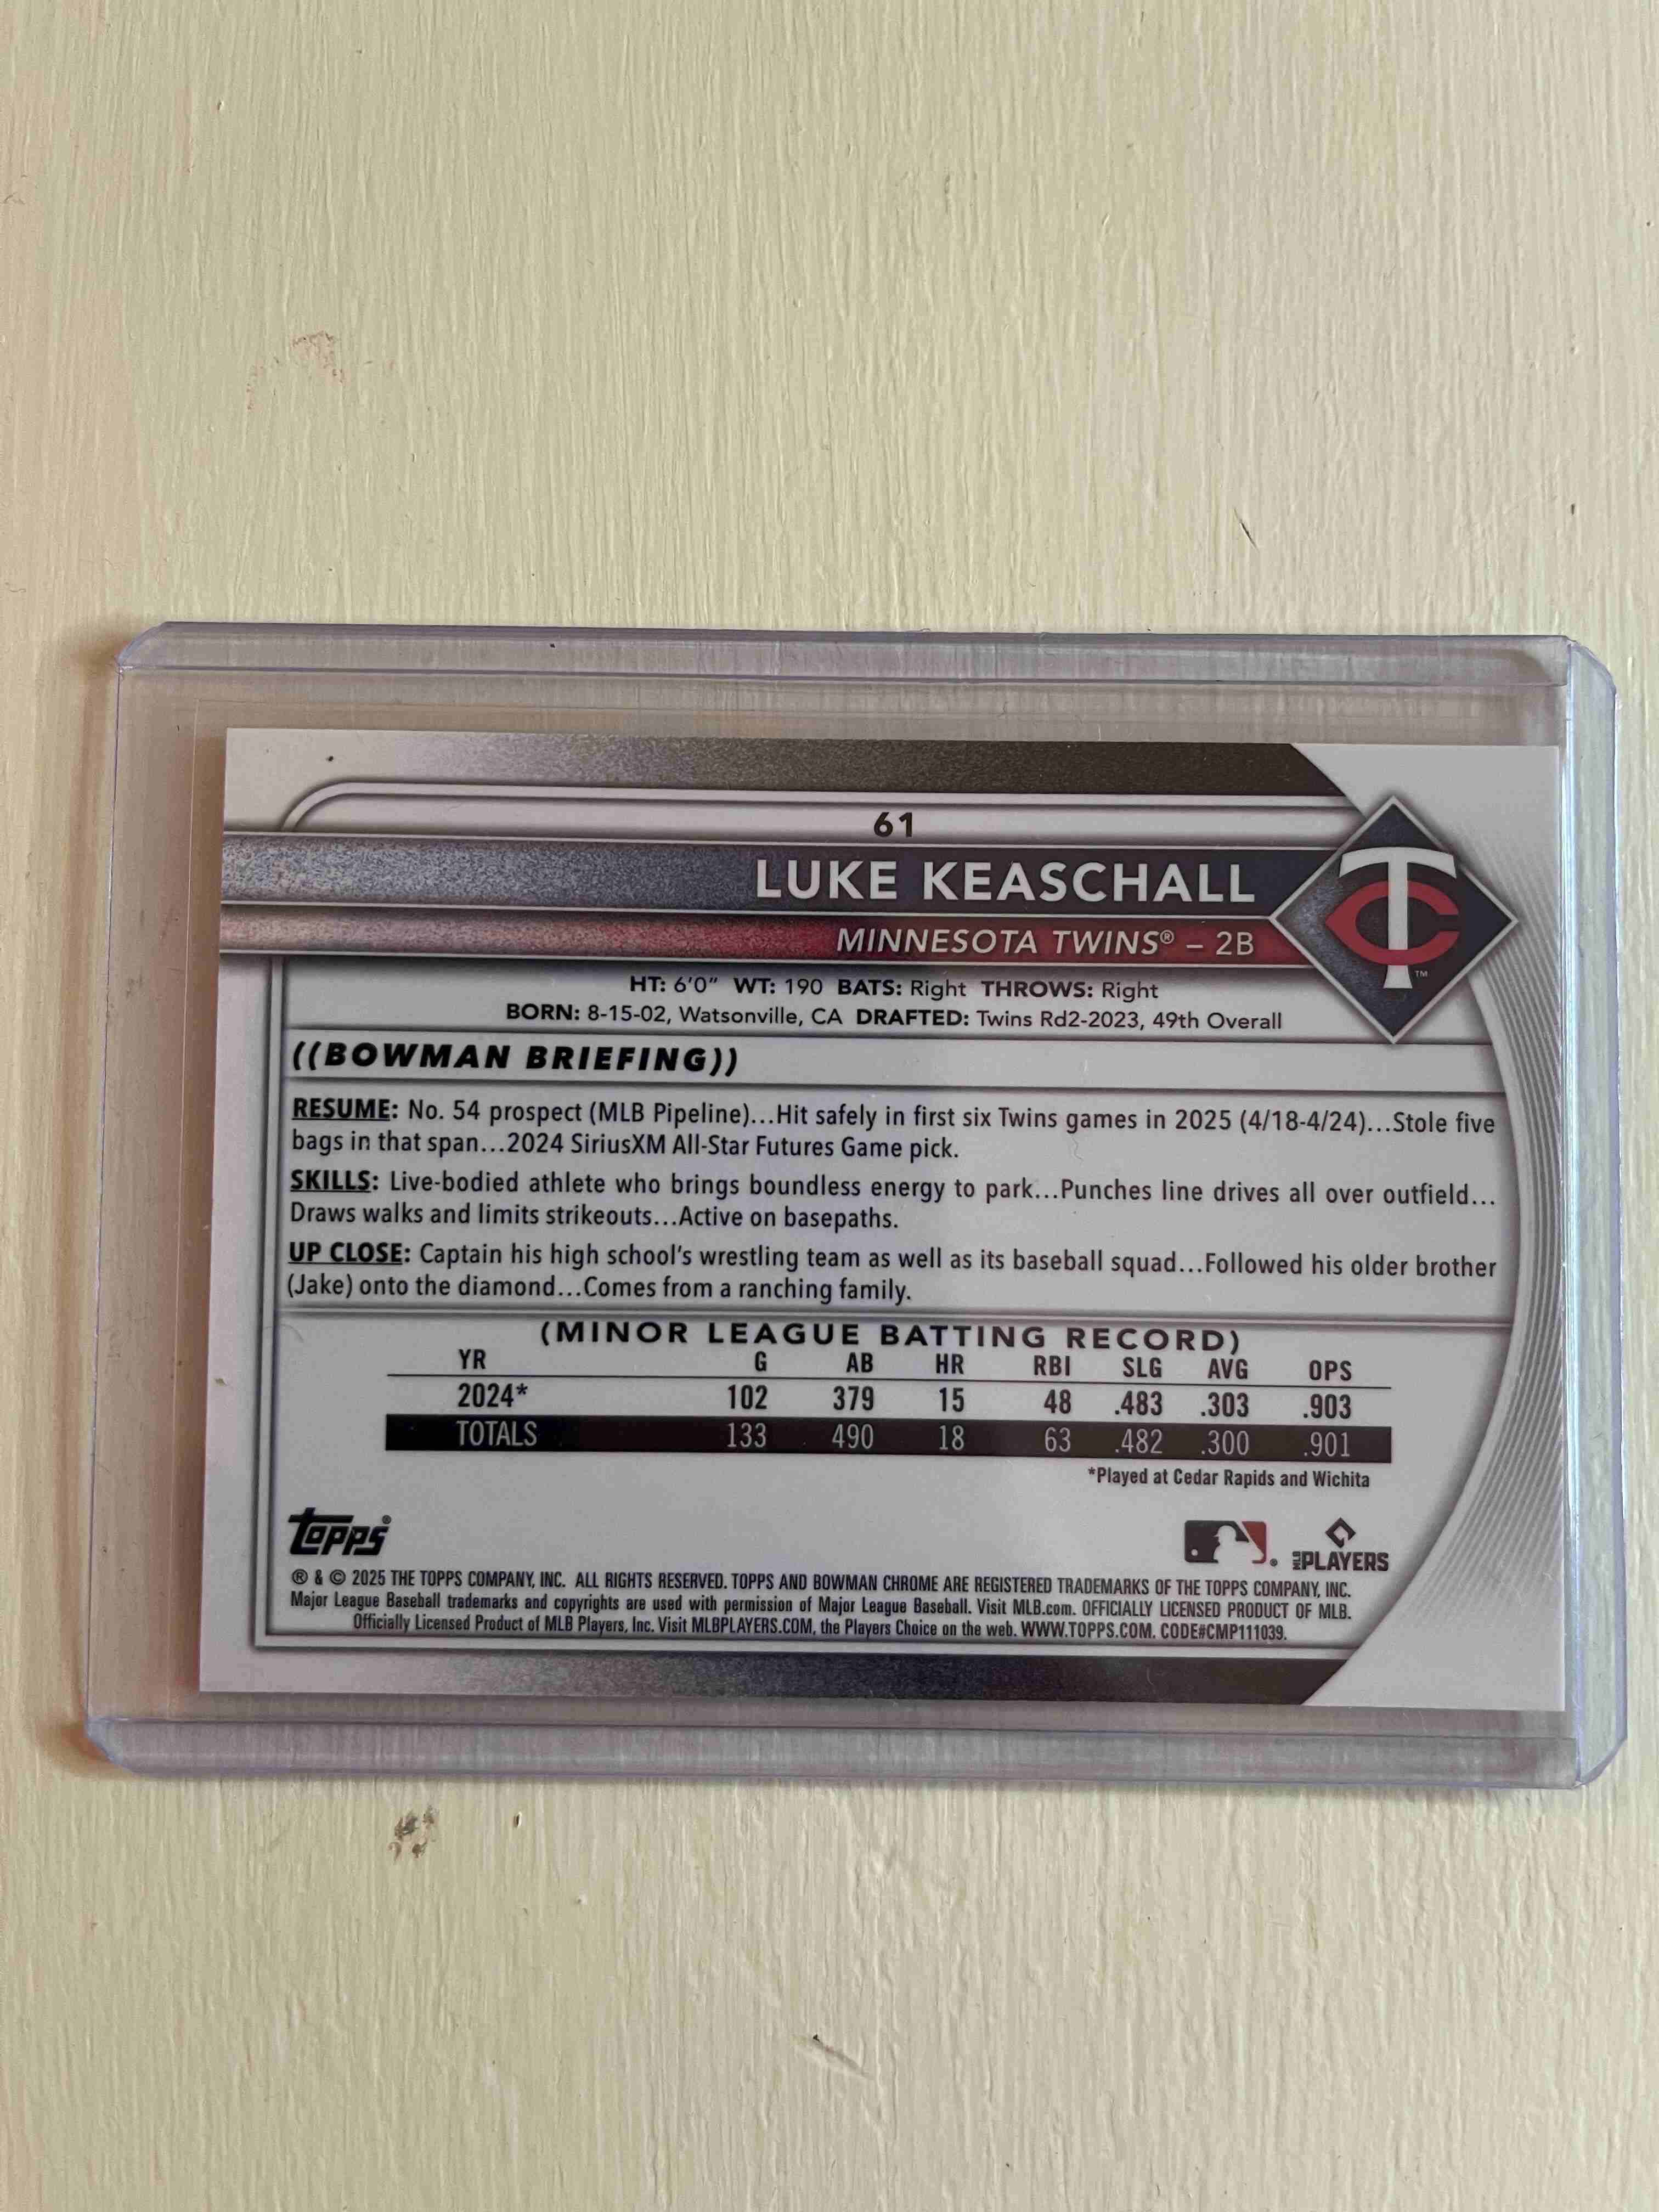 61
LUKE KEASCHALL
MINNESOTA TWINS® – 2B
TC
™
HT: 6'0" WT: 190 BATS: Right THROWS: Right
BORN: 8-15-02, Watsonville, CA DRAFTED: Twins Rd2-2023, 49th Overall
((BOWMAN BRIEFING))
RESUME: No. 54 prospect (MLB Pipeline)...Hit safely in first six Twins games in 2025 (4/18-4/24)...Stole five
bags in that span...2024 SiriusXM All-Star Futures Game pick.
SKILLS: Live-bodied athlete who brings boundless energy to park...Punches line drives all over outfield...
Draws walks and limits strikeouts...Active on basepaths.
UP CLOSE: Captain his high school's wrestling team as well as its baseball squad...Followed his older brother
(Jake) onto the diamond...Comes from a ranching family.
(MINOR LEAGUE BATTING RECORD)
YR G AB HR RBI SLG AVG OPS
2024* 102 379 15 48 .483 .303 .903
TOTALS 133 490 18 63 .482 .300 .901
*Played at Cedar Rapids and Wichita
Topps®
® MLB PLAYERS
® & © 2025 THE TOPPS COMPANY, INC. ALL RIGHTS RESERVED. TOPPS AND BOWMAN CHROME ARE REGISTERED TRADEMARKS OF THE TOPPS COMPANY, INC.
Major League Baseball trademarks and copyrights are used with permission of Major League Baseball. Visit MLB.com. OFFICIALLY LICENSED PRODUCT OF MLB.
Officially Licensed Product of MLB Players, Inc. Visit MLBPLAYERS.COM, the Players Choice on the web. WWW.TOPPS.COM. CODE#CMP111039.